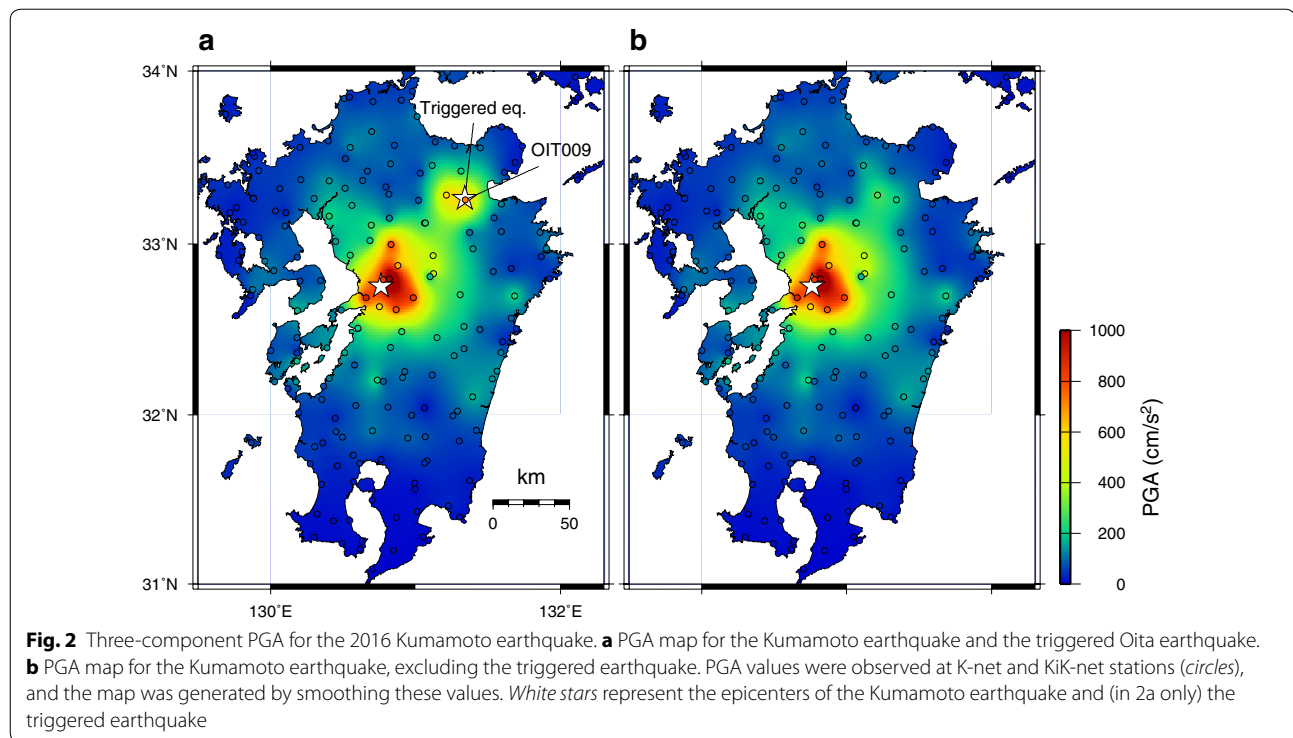 a
b
34˚N
33˚N
32˚N
31˚N
130˚E
132˚E
Triggered eq.
OIT009
km
0 50
1000
800
600
400
200
0
PGA (cm/s²)
Fig. 2 Three-component PGA for the 2016 Kumamoto earthquake. a PGA map for the Kumamoto earthquake and the triggered Oita earthquake.
b PGA map for the Kumamoto earthquake, excluding the triggered earthquake. PGA values were observed at K-net and KiK-net stations (circles),
and the map was generated by smoothing these values. White stars represent the epicenters of the Kumamoto earthquake and (in 2a only) the
triggered earthquake